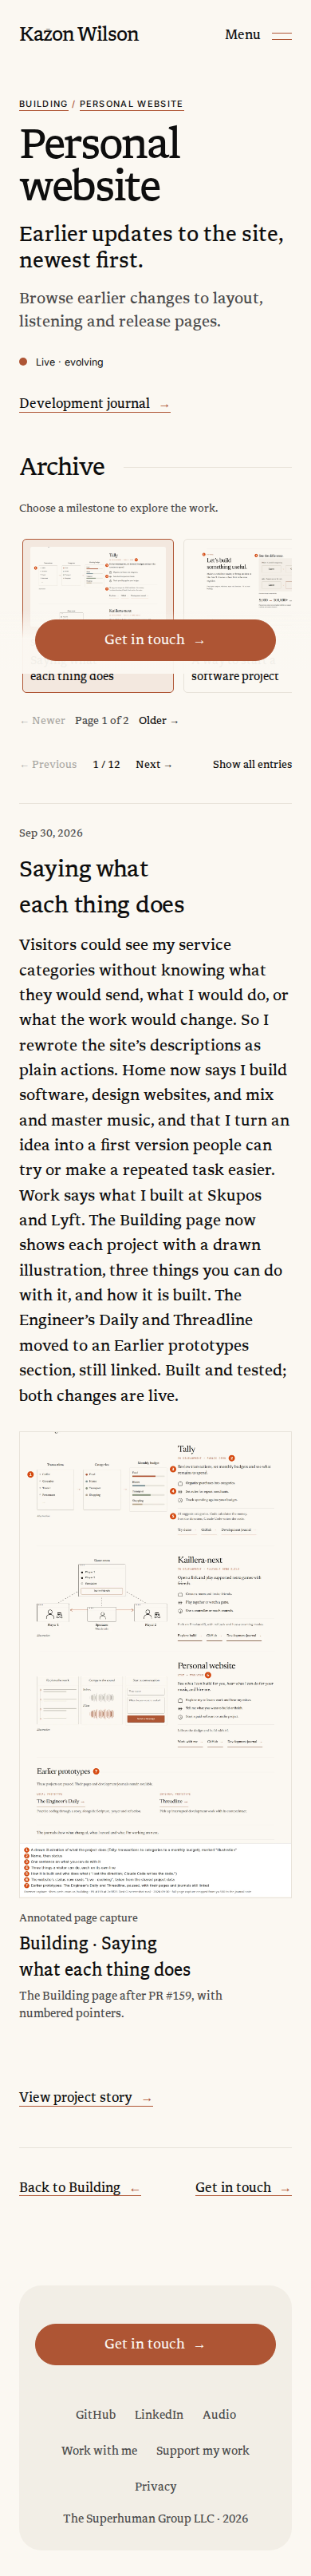 Kazon Wilson
Menu
BUILDING / PERSONAL WEBSITE
Personal
website
Earlier updates to the site,
newest first.
Browse earlier changes to layout,
listening and release pages.
Live · evolving
Development journal →
Archive
Choose a milestone to explore the work.
Tally
Let's build
something useful.
Get in touch →
each thing does
software project
← Newer Page 1 of 2 Older →
← Previous 1 / 12 Next → Show all entries
Sep 30, 2026
Saying what
each thing does
Visitors could see my service
categories without knowing what
they would send, what I would do, or
what the work would change. So I
rewrote the site’s descriptions as
plain actions. Home now says I build
software, design websites, and mix
and master music, and that I turn an
idea into a first version people can
try or make a repeated task easier.
Work says what I built at Skupos
and Lyft. The Building page now
shows each project with a drawn
illustration, three things you can do
with it, and how it is built. The
Engineer’s Daily and Threadline
moved to an Earlier prototypes
section, still linked. Built and tested;
both changes are live.
Tally
Kaillera-next
Personal website
Earlier prototypes
The Engineer's Daily
Threadline
Annotated page capture
Building · Saying
what each thing does
The Building page after PR #159, with
numbered pointers.
View project story →
Back to Building ←
Get in touch →
Get in touch →
GitHub LinkedIn Audio
Work with me Support my work
Privacy
The Superhuman Group LLC · 2026